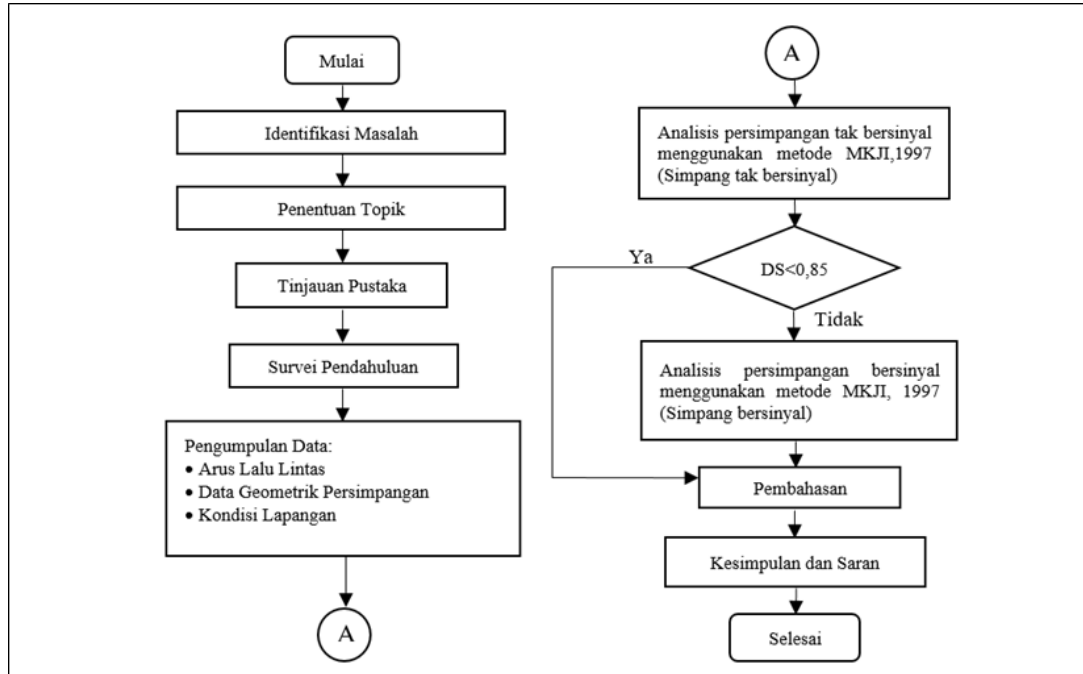 Mulai
Identifikasi Masalah
Penentuan Topik
Tinjauan Pustaka
Survei Pendahuluan
Pengumpulan Data:
• Arus Lalu Lintas
• Data Geometrik Persimpangan
• Kondisi Lapangan
A
A
Analisis persimpangan tak bersinyal
menggunakan metode MKJI,1997
(Simpang tak bersinyal)
Ya
DS<0,85
Tidak
Analisis persimpangan bersinyal
menggunakan metode MKJI, 1997
(Simpang bersinyal)
Pembahasan
Kesimpulan dan Saran
Selesai